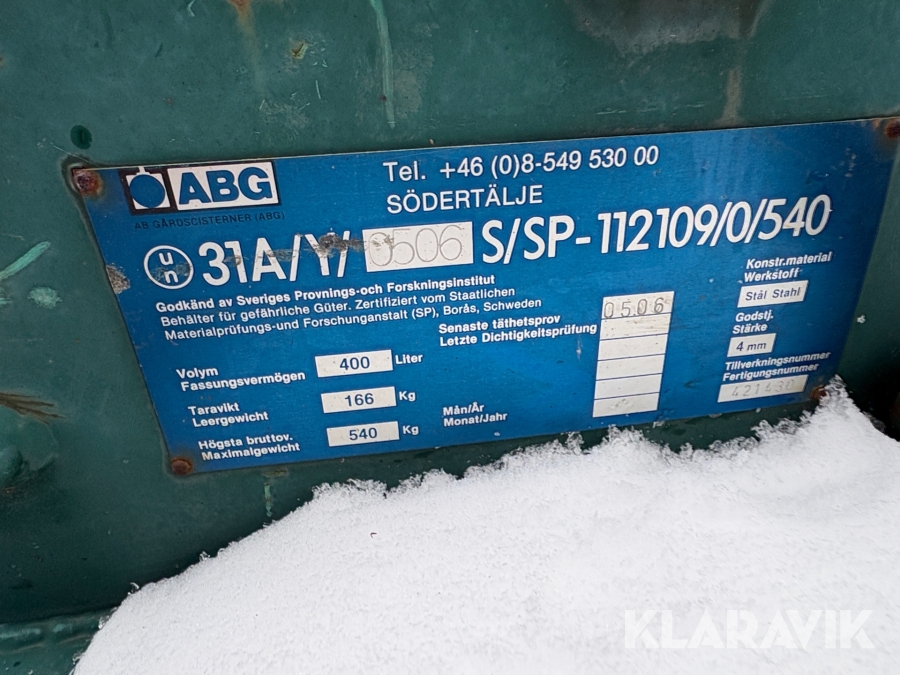 ABG
AB GÅRDSCISTERNER (ABG)
Tel. +46 (0)8-549 530 00
SÖDERTÄLJE
un 31A/Y/ 0506 S/SP-112109/0/540
Godkänd av Sveriges Provnings-och Forskningsinstitut
Behälter für gefährliche Güter. Zertifiziert vom Staatlichen
Materialprüfungs-und Forschunganstalt (SP), Borås, Schweden
Volym
Fassungsvermögen
400 Liter
Taravikt
Leergewicht
166 Kg
Högsta bruttov.
Maximalgewicht
540 Kg
Senaste täthetsprov
Letzte Dichtigkeitsprüfung
0506
Mån/År
Monat/Jahr
Konstr.material
Werkstoff
Stål Stahl
Godstj.
Stärke
4 mm
Tillverkningsnummer
Fertigungsnummer
421430
KLARAVIK